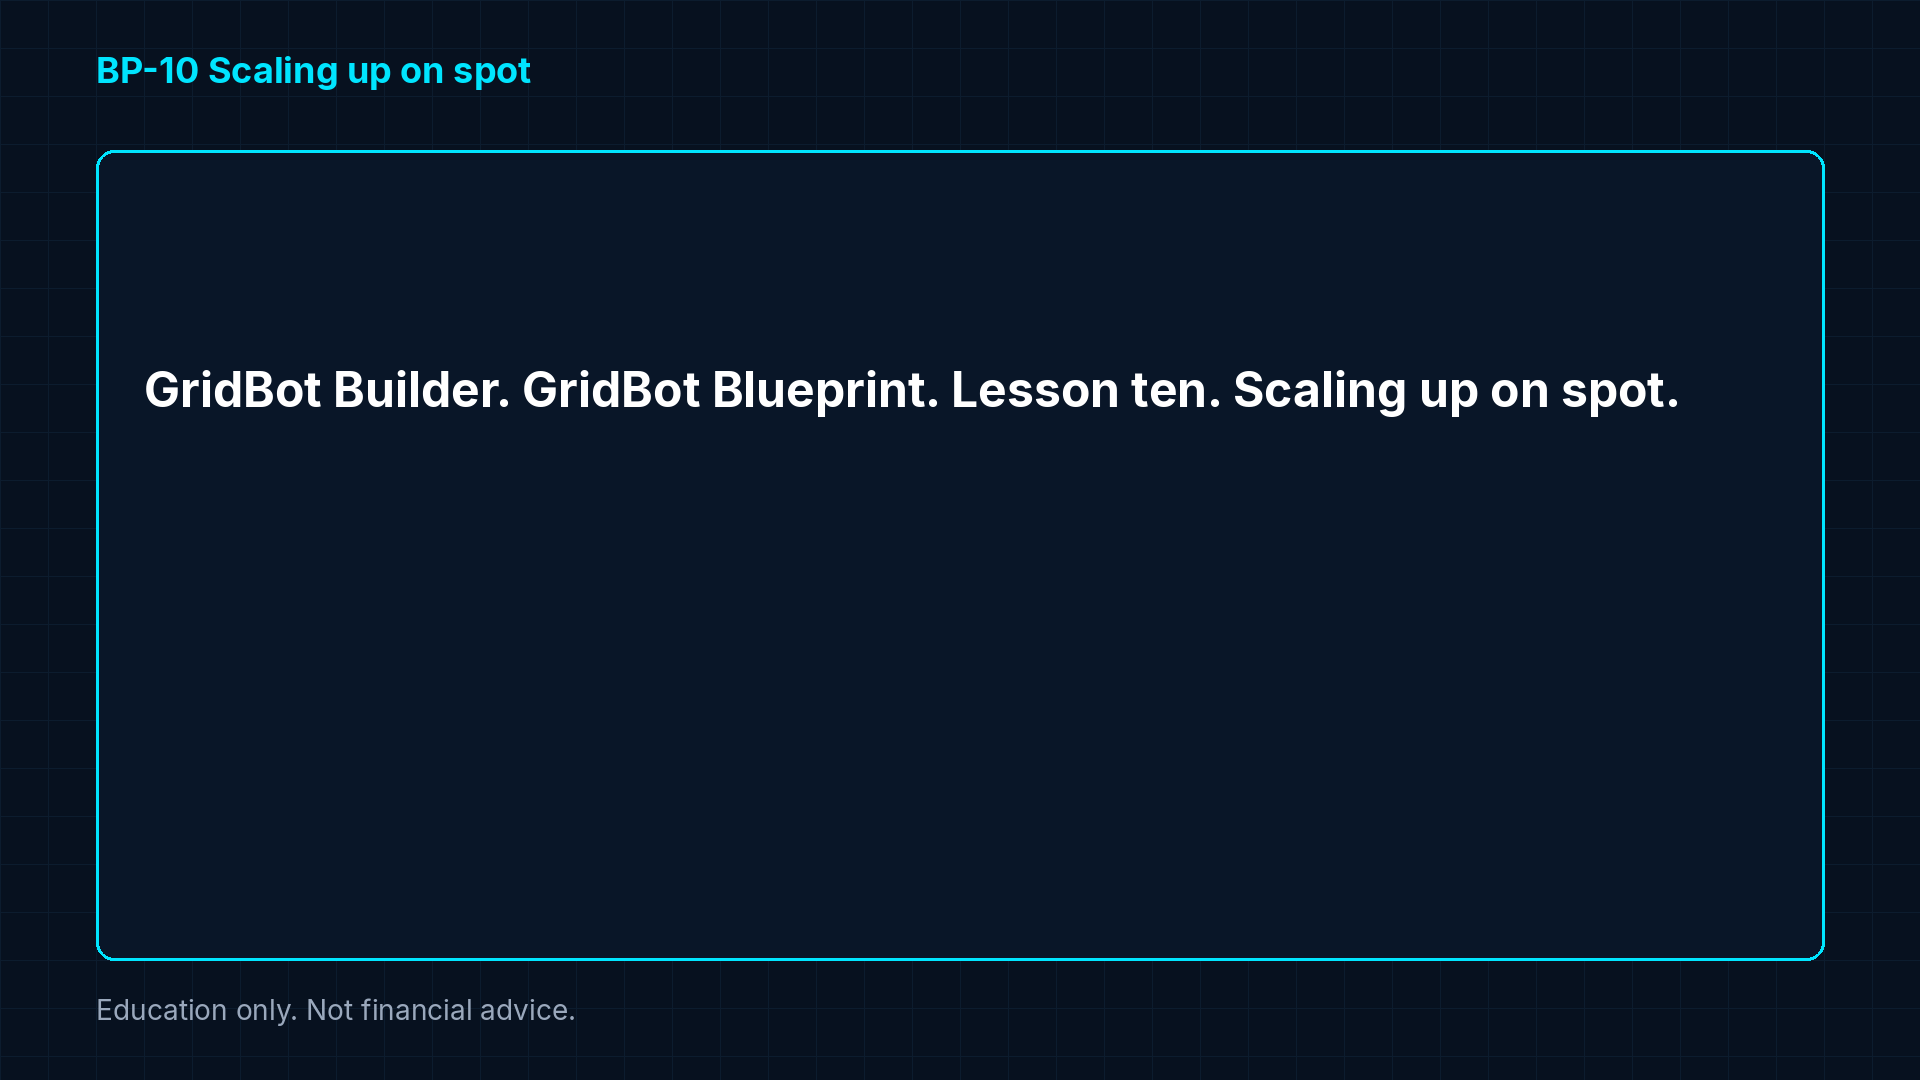 BP-10 Scaling up on spot
GridBot Builder. GridBot Blueprint. Lesson ten. Scaling up on spot.
Education only. Not financial advice.